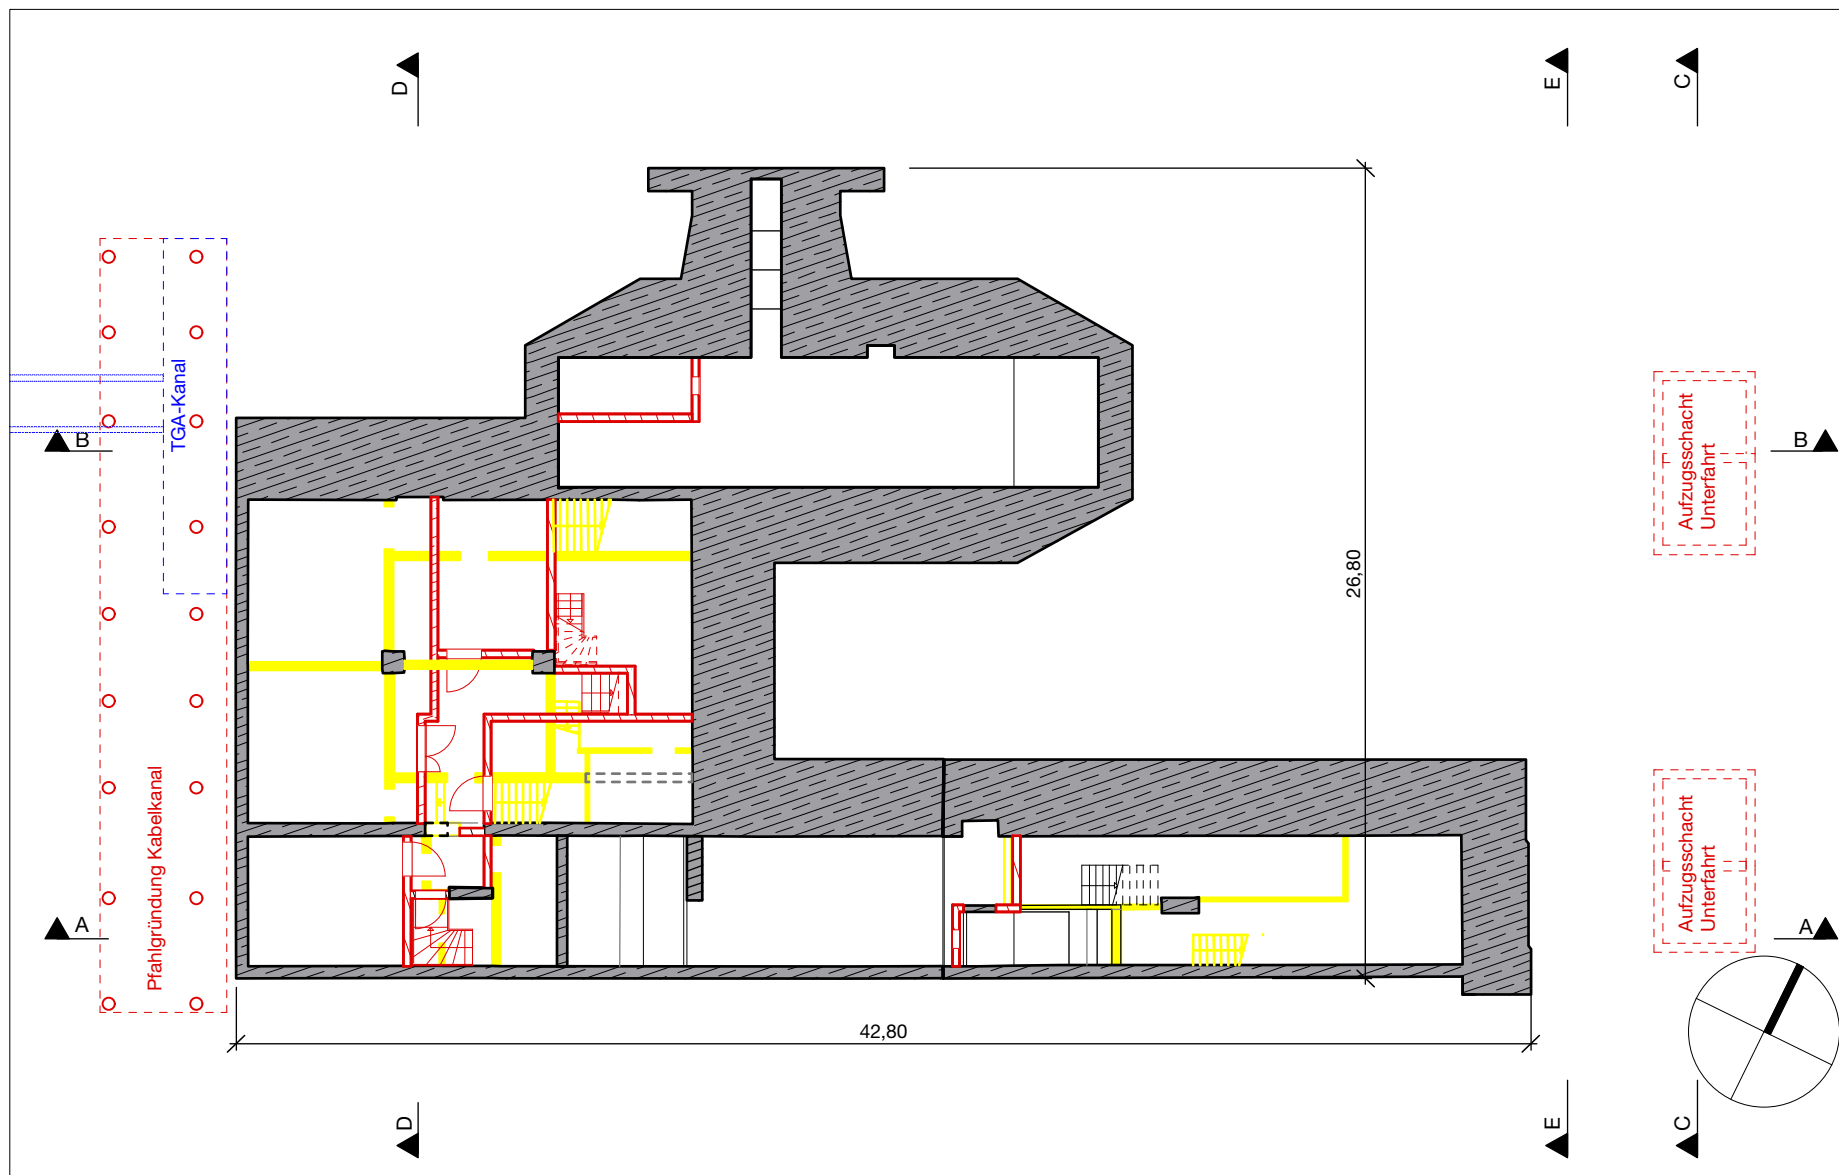 D
E
C
TGA-Kanal
B
B
Aufzugsschacht
Unterfahrt
26,80
Pfahlgründung Kabelkanal
Aufzugsschacht
Unterfahrt
A
A
42,80
D
E
C